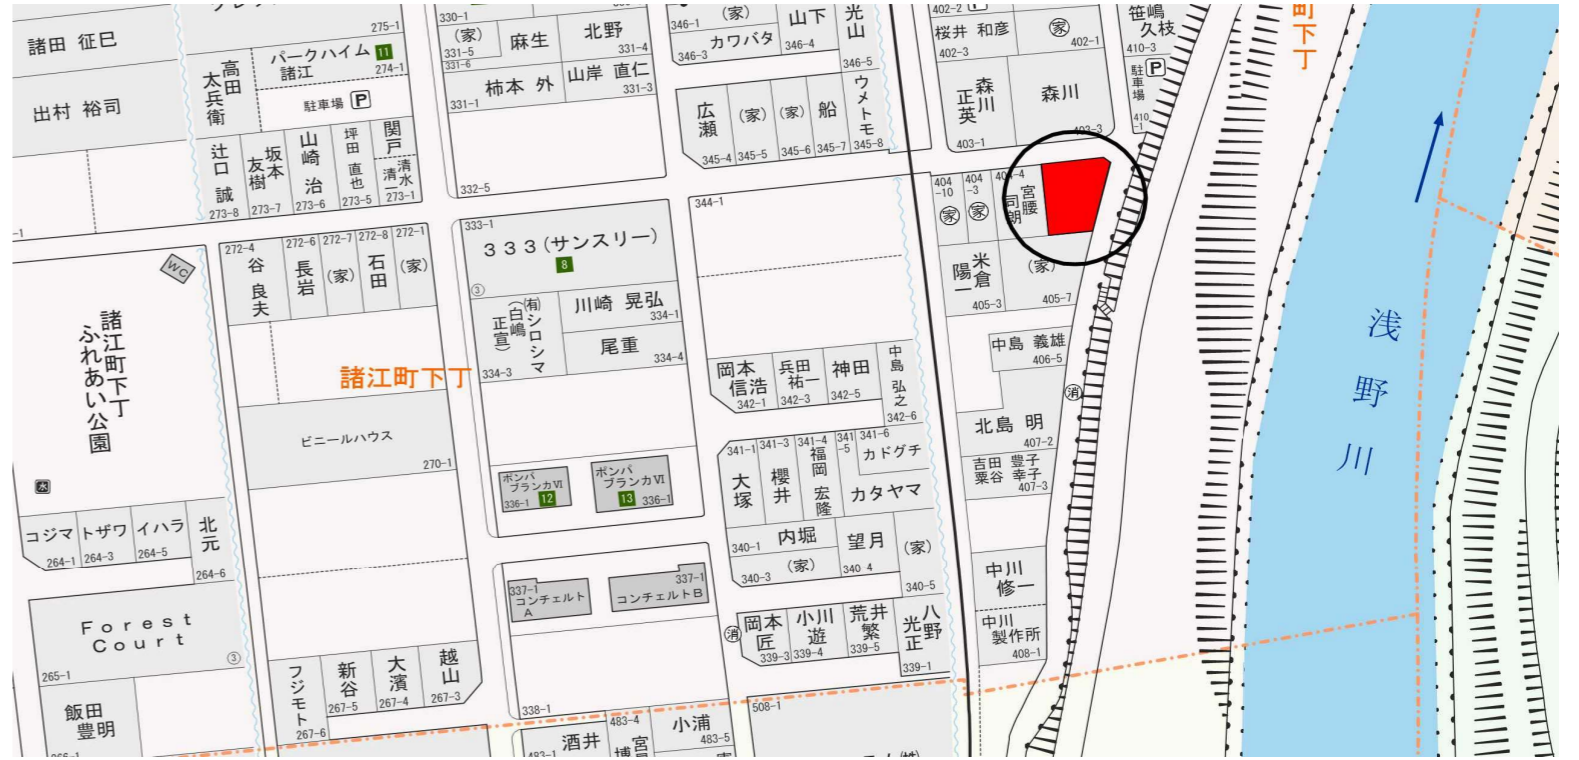 諸田 征巳
275-1
パークハイム 11
諸江
274-1
高田
太兵衛
駐車場 P
出村 裕司
辻口 誠
273-8
坂本
友樹
273-7
山崎 治
273-6
坪田 直也
273-5
関戸
清水
清一
273-1
330-1
(家)
331-5
麻生
北野
331-4
331-6
柿本 外
331-1
山岸 直仁
331-3
332-5
346-1
(家)
カワバタ
346-3
山下
346-4
光山
346-5
広瀬
345-4
(家)
345-5
(家)
345-6
船
345-7
ウメトモ
345-8
402-2 P
桜井 和彦
402-3
家
402-1
笹嶋
久枝
410-3
駐車場 P
410
-1
森川
正英
403-1
森川
403-3
町下丁
404
-10
家
404
-3
家
404-4
宮腰
司朗
米倉
陽一
405-3
(家)
405-7
中島 義雄
406-5
消
北島 明
407-2
吉田 豊子
粟谷 幸子
407-3
中川
修一
中川
製作所
408-1
浅野川
WC
諸江町下丁
ふれあい公園
水
272-4
谷 良夫
272-6
長岩
272-7
(家)
272-8
石田
272-1
(家)
諸江町下丁
ビニールハウス
270-1
333-1
333(サンスリー)
8
③
(有)シロシマ
(白嶋 正宣)
334-3
川崎 晃弘
334-1
尾重
334-4
ボンバ
ブランカⅥ
336-1 12
ボンバ
ブランカⅥ
13 336-1
337-1
コンチェルト
A
337-1
コンチェルトB
338-1
344-1
岡本
信浩
342-1
兵田
祐一
342-3
神田
342-5
中島 弘之
342-6
341-1
大塚
341-3
櫻井
341-4
福岡 宏隆
341
-5
341-6
カドグチ
カタヤマ
340-1
内堀
(家)
340-3
望月
340-4
(家)
340-5
消
岡本
匠
339-3
小川
遊
339-4
荒井
繁
339-5
八野
光正
339-1
コジマ
264-1
トザワ
264-3
イハラ
264-5
北元
264-6
Forest
Court
③
265-1
飯田
豊明
フジモト
267-6
新谷
267-5
大濱
267-4
越山
267-3
483-1
酒井
483-4
小浦
483-5
508-1